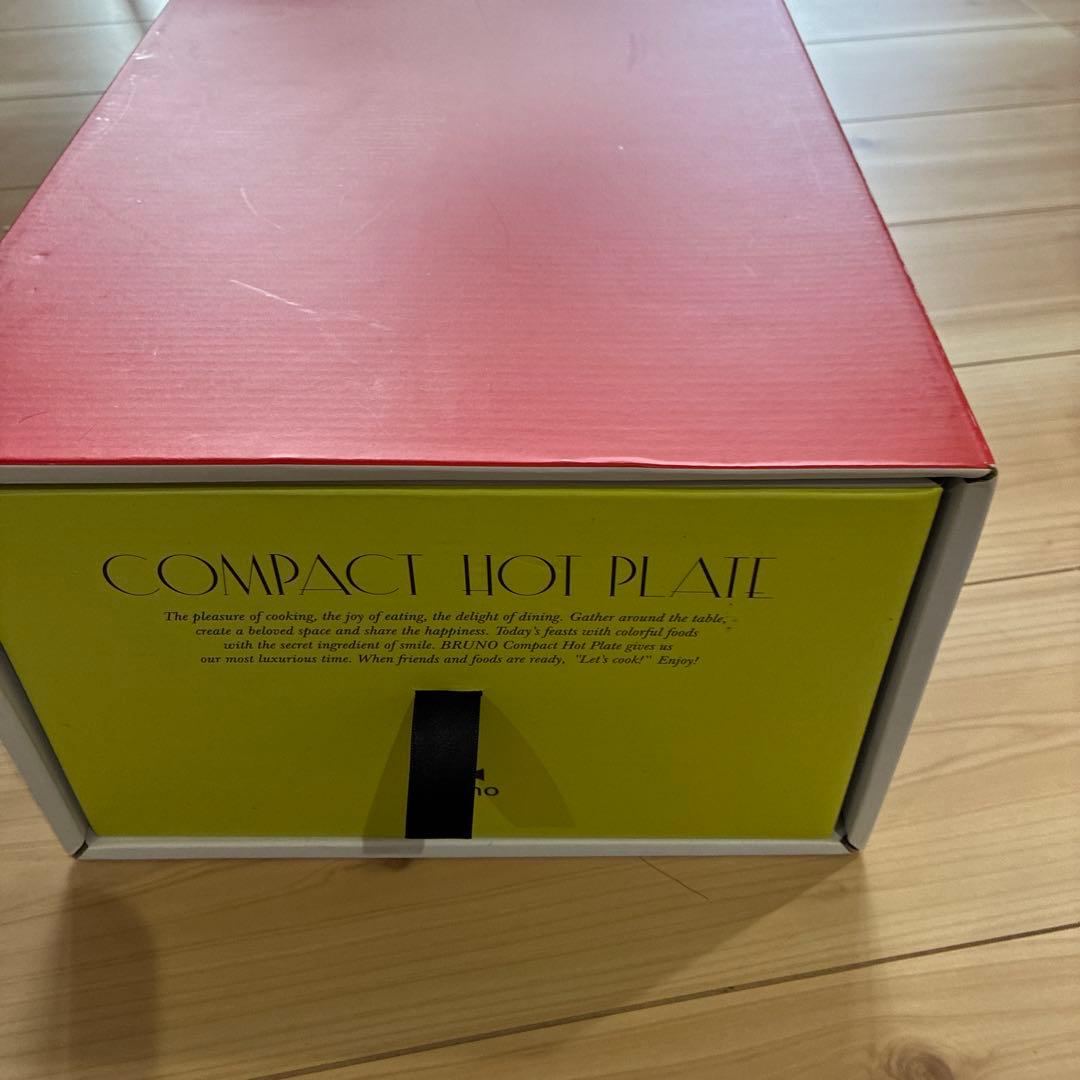 COMPACT HOT PLATE
The pleasure of cooking, the joy of eating, the delight of dining. Gather around the table,
create a beloved space and share the happiness. Today's feasts with colorful foods
with the secret ingredient of smile. BRUNO Compact Hot Plate gives us
our most luxurious time. When friends and foods are ready, "Let's cook!" Enjoy!